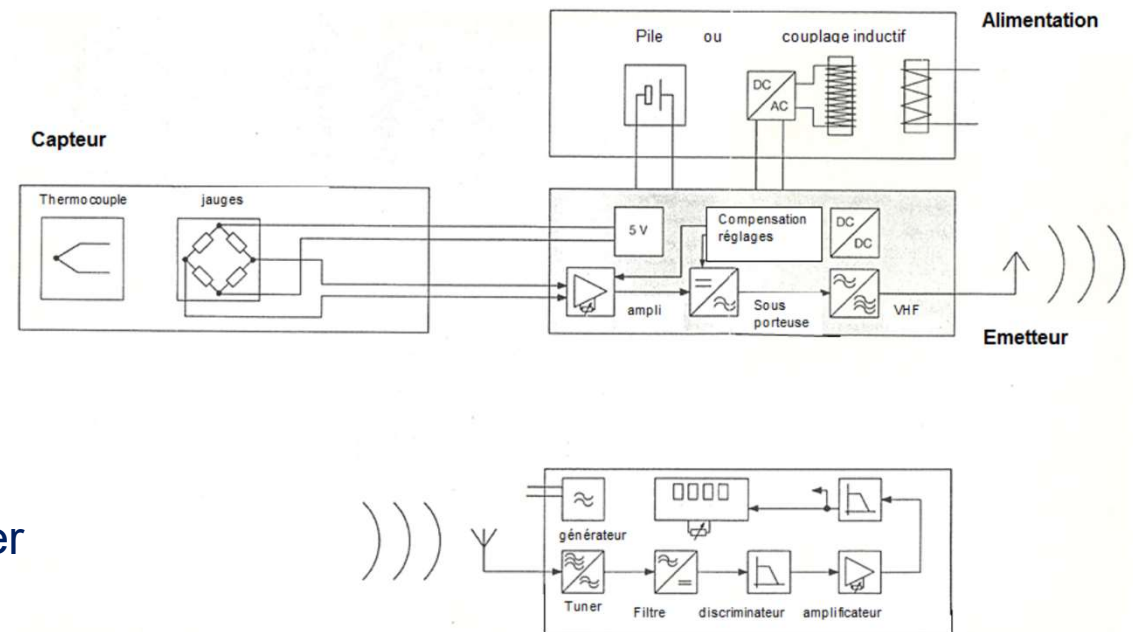 Alimentation
Pile ou couplage inductif
DC
AC
Capteur
Thermocouple jauges
5 V
Compensation
réglages
DC
DC
ampli
Sous
porteuse
VHF
Emetteur
er
générateur
Tuner Filtre discriminateur amplificateur